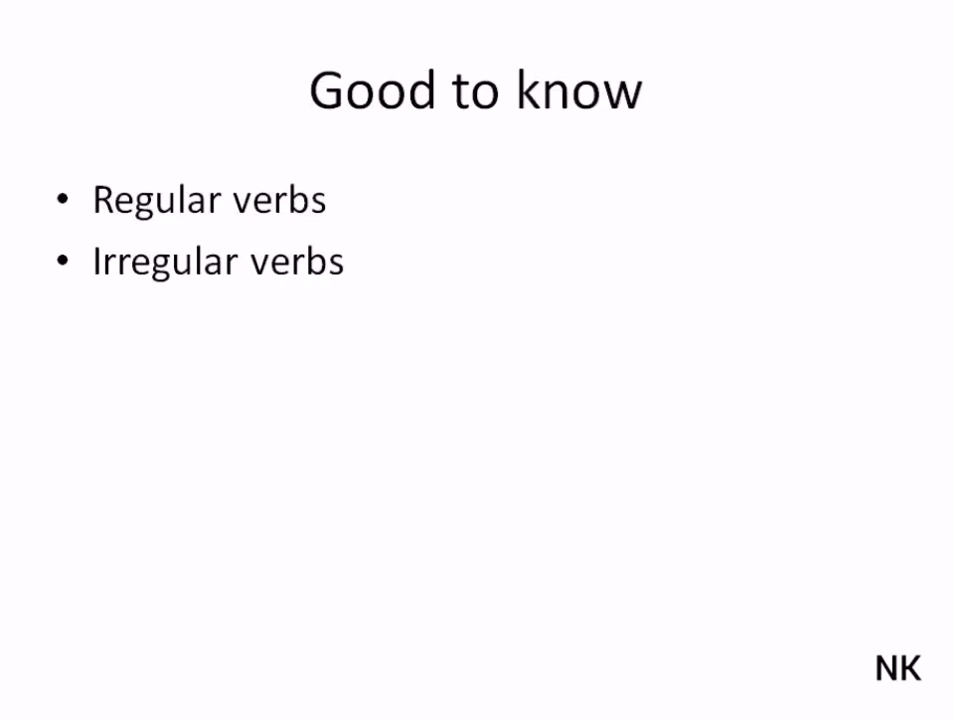 Good to know
• Regular verbs
• Irregular verbs
NK